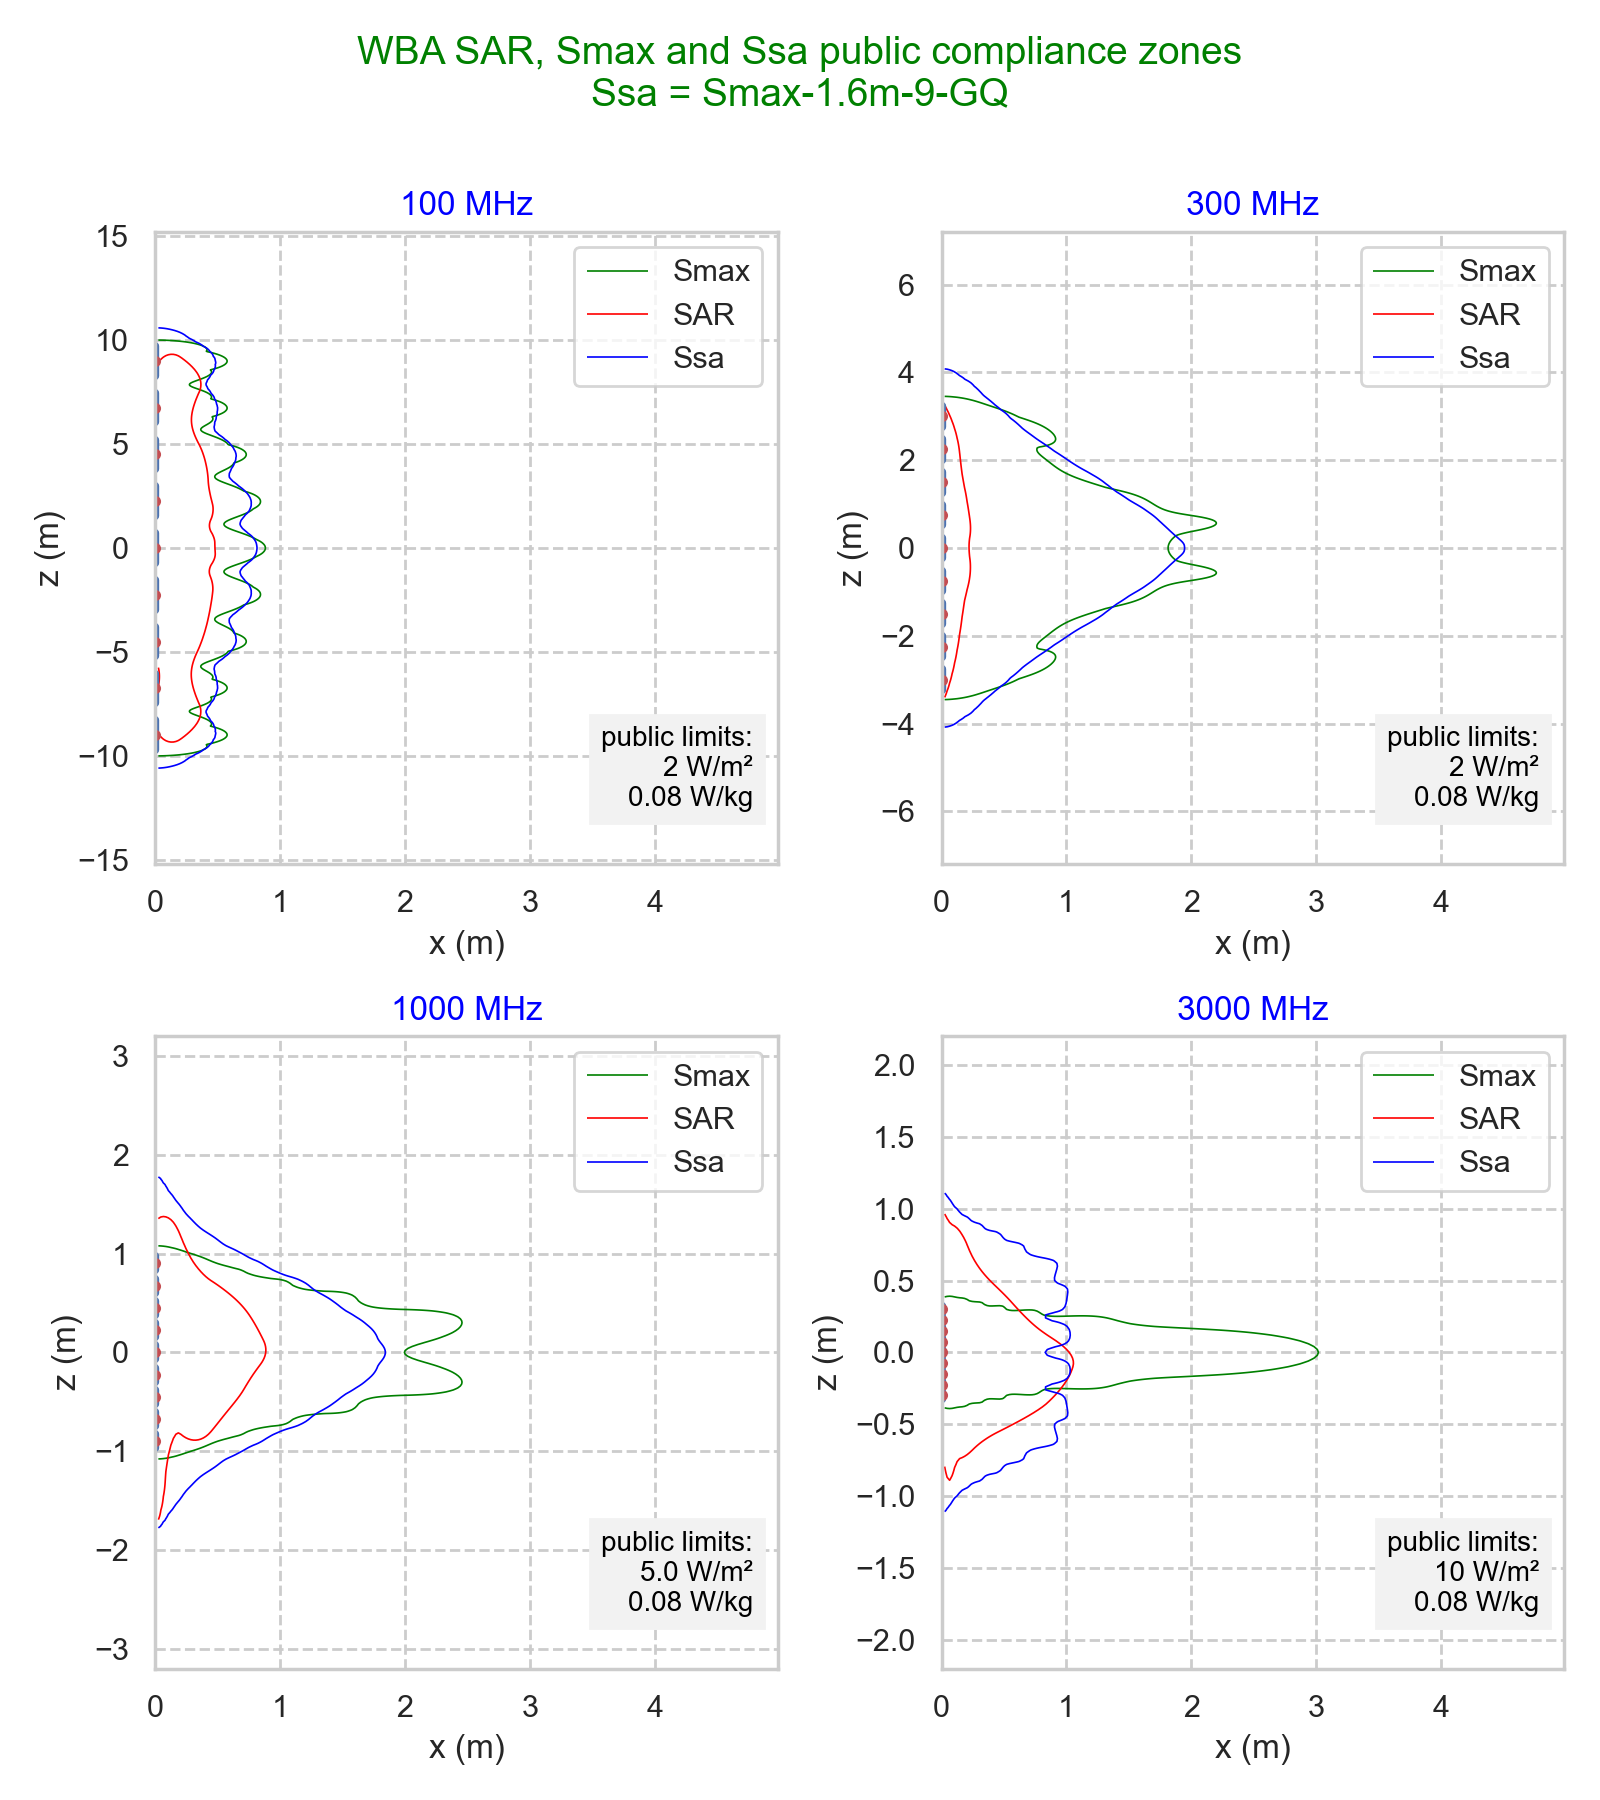 WBA SAR, Smax and Ssa public compliance zones
Ssa = Smax-1.6m-9-GQ
100 MHz
15
10
5
0
−5
−10
−15
z (m)
Smax
SAR
Ssa
public limits:
2 W/m²
0.08 W/kg
0 1 2 3 4
x (m)
300 MHz
6
4
2
0
−2
−4
−6
z (m)
Smax
SAR
Ssa
public limits:
2 W/m²
0.08 W/kg
0 1 2 3 4
x (m)
1000 MHz
3
2
1
0
−1
−2
−3
z (m)
Smax
SAR
Ssa
public limits:
5.0 W/m²
0.08 W/kg
0 1 2 3 4
x (m)
3000 MHz
2.0
1.5
1.0
0.5
0.0
−0.5
−1.0
−1.5
−2.0
z (m)
Smax
SAR
Ssa
public limits:
10 W/m²
0.08 W/kg
0 1 2 3 4
x (m)